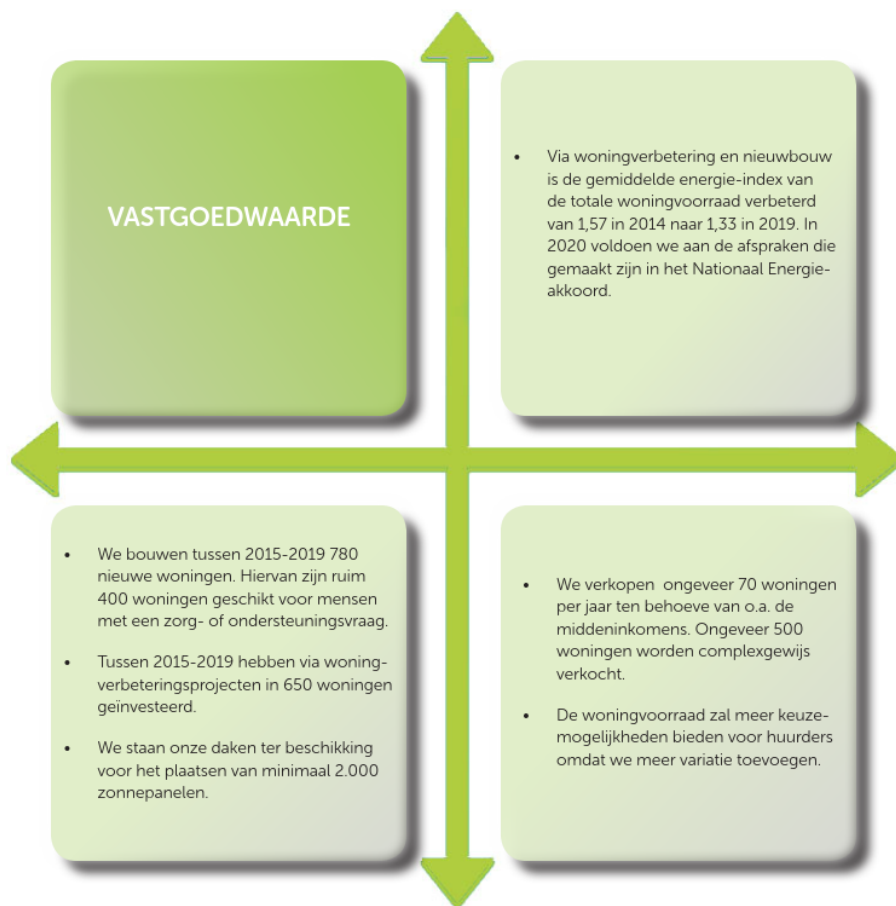 VASTGOEDWAARDE
• Via woningverbetering en nieuwbouw
is de gemiddelde energie-index van
de totale woningvoorraad verbeterd
van 1,57 in 2014 naar 1,33 in 2019. In
2020 voldoen we aan de afspraken die
gemaakt zijn in het Nationaal Energie-
akkoord.
• We bouwen tussen 2015-2019 780
nieuwe woningen. Hiervan zijn ruim
400 woningen geschikt voor mensen
met een zorg- of ondersteuningsvraag.
• Tussen 2015-2019 hebben via woning-
verbeteringsprojecten in 650 woningen
geïnvesteerd.
• We staan onze daken ter beschikking
voor het plaatsen van minimaal 2.000
zonnepanelen.
• We verkopen ongeveer 70 woningen
per jaar ten behoeve van o.a. de
middeninkomens. Ongeveer 500
woningen worden complexgewijs
verkocht.
• De woningvoorraad zal meer keuze-
mogelijkheden bieden voor huurders
omdat we meer variatie toevoegen.